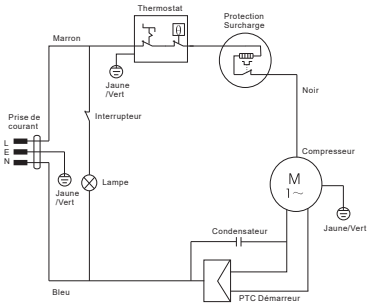 Thermostat
Protection
Surcharge
Marron
Jaune
/Vert
Noir
Prise de
courant
Interrupteur
L
E
N
Compresseur
M
1~
Lampe
Jaune
/Vert
Jaune/Vert
Condensateur
Bleu
PTC Démarreur